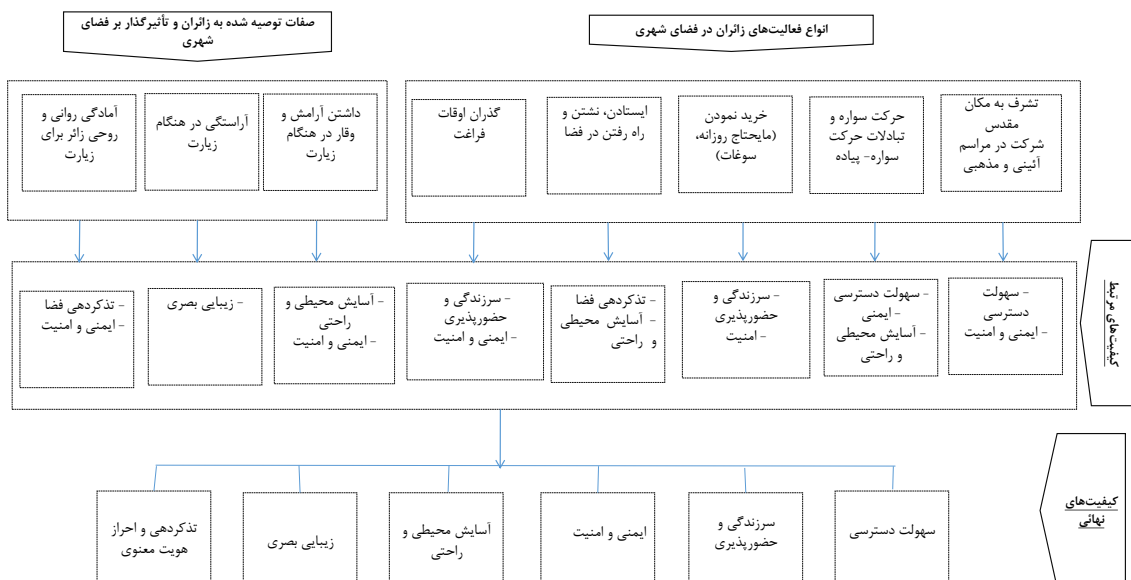 انواع فعالیت‌های زائران در فضای شهری
صفات توصیه شده به زائران و تأثیرگذار بر فضای
شهری
تشرف به مکان
مقدس
شرکت در مراسم
آئینی و مذهبی
حرکت سواره و
تبادلات حرکت
سواره- پیاده
خرید نمودن
(مایحتاج روزانه،
سوغات)
ایستادن، نشتن و
راه رفتن در فضا
گذران اوقات
فراغت
داشتن آرامش و
وقار در هنگام
زیارت
آراستگی در هنگام
زیارت
آمادگی روانی و
روحی زائر برای
زیارت
کیفیت‌های مرتبط
- سهولت
دسترسی
- ایمنی و امنیت
- سهولت دسترسی
- ایمنی
- آسایش محیطی
و راحتی
- سرزندگی و
حضورپذیری
- امنیت
- تذکردهی فضا
- آسایش محیطی
و راحتی
- سرزندگی و
حضورپذیری
- ایمنی و امنیت
- آسایش محیطی و
راحتی
- ایمنی و امنیت
- زیبایی بصری
- تذکردهی فضا
- ایمنی و امنیت
کیفیت‌های
نهائی
سهولت دسترسی
سرزندگی و
حضورپذیری
ایمنی و امنیت
آسایش محیطی و
راحتی
زیبایی بصری
تذکردهی و احراز
هویت معنوی